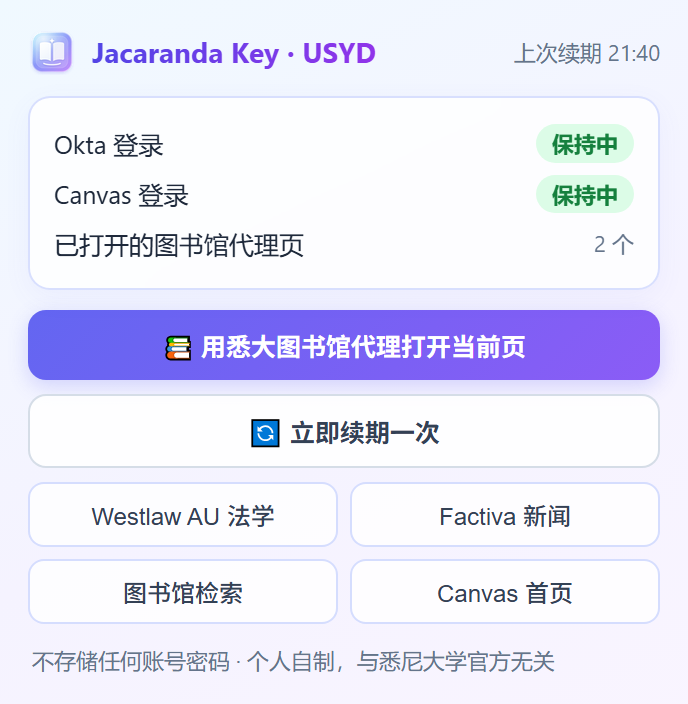 Jacaranda Key · USYD
上次续期 21:40
Okta 登录
保持中
Canvas 登录
保持中
已打开的图书馆代理页
2 个
用悉大图书馆代理打开当前页
立即续期一次
Westlaw AU 法学
Factiva 新闻
图书馆检索
Canvas 首页
不存储任何账号密码 · 个人自制，与悉尼大学官方无关